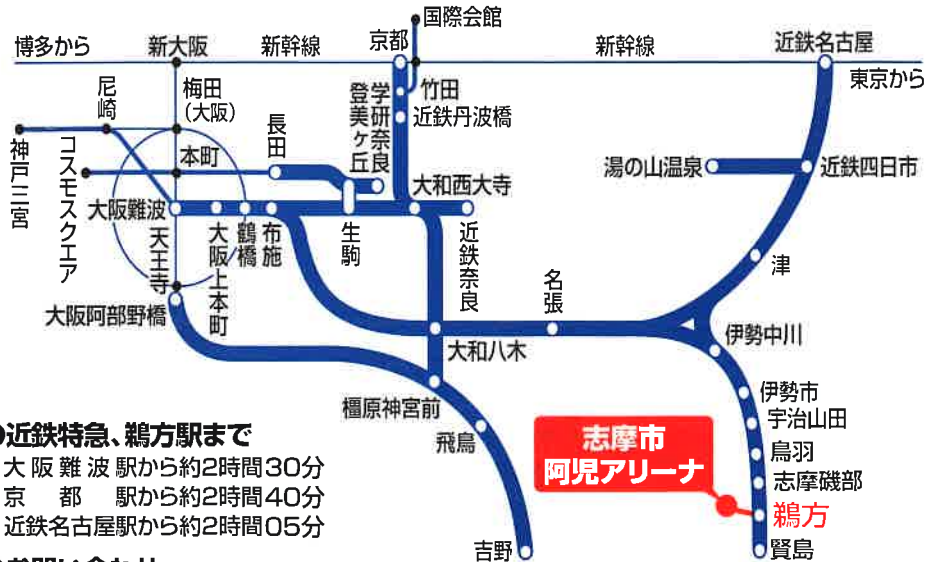 国際会館
博多から
新大阪
新幹線
京都
新幹線
近鉄名古屋
東京から
尼崎
梅田
(大阪)
学研奈良
登美ヶ丘
竹田
近鉄丹波橋
長田
神戸三宮
コスモスクエア
本町
湯の山温泉
近鉄四日市
大和西大寺
大阪難波
天王寺
大阪上本町
鶴橋
布施
生駒
近鉄奈良
津
名張
大阪阿部野橋
大和八木
伊勢中川
橿原神宮前
伊勢市
宇治山田
飛鳥
志摩市
阿児アリーナ
鳥羽
志摩磯部
鵜方
賢島
吉野
近鉄特急、鵜方駅まで
大阪難波駅から約2時間30分
京都駅から約2時間40分
近鉄名古屋駅から約2時間05分